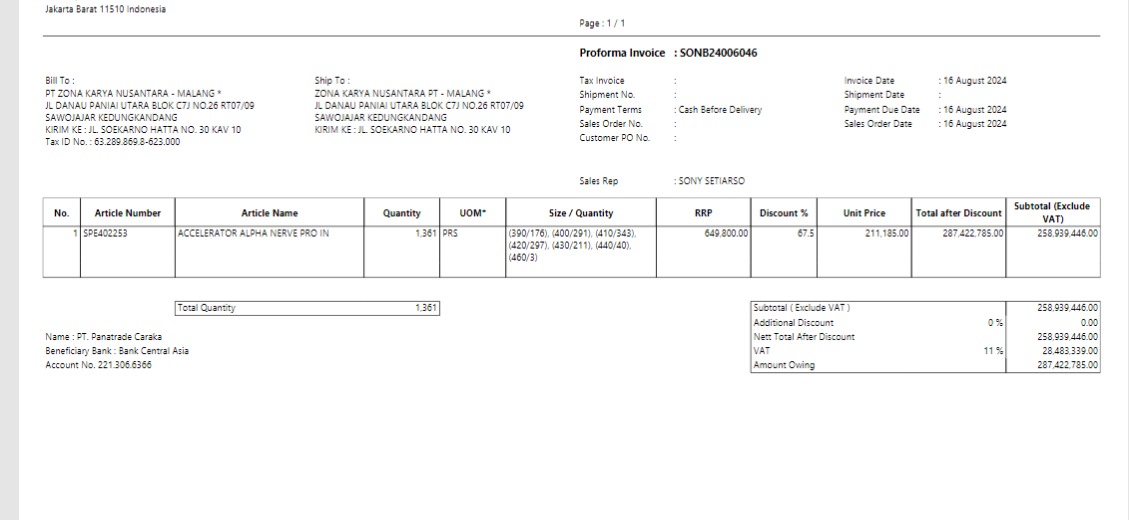 Jakarta Barat 11510 Indonesia
Page : 1 / 1
Proforma Invoice : SONB24006046
Bill To :
PT ZONA KARYA NUSANTARA - MALANG *
JL DANAU PANIAI UTARA BLOK C7J NO.26 RT07/09
SAWOJAJAR KEDUNGKANDANG
KIRIM KE : JL. SOEKARNO HATTA NO. 30 KAV 10
Tax ID No. : 63.289.869.8-623.000
Ship To :
ZONA KARYA NUSANTARA PT - MALANG *
JL DANAU PANIAI UTARA BLOK C7J NO.26 RT07/09
SAWOJAJAR KEDUNGKANDANG
KIRIM KE : JL. SOEKARNO HATTA NO. 30 KAV 10
Tax Invoice :
Shipment No. :
Payment Terms : Cash Before Delivery
Sales Order No. :
Customer PO No. :
Invoice Date : 16 August 2024
Shipment Date :
Payment Due Date : 16 August 2024
Sales Order Date : 16 August 2024
Sales Rep : SONY SETIARSO
No. Article Number Article Name Quantity UOM* Size / Quantity RRP Discount % Unit Price Total after Discount Subtotal (Exclude VAT)
1 SPE402253 ACCELERATOR ALPHA NERVE PRO IN 1,361 PRS (390/176), (400/291), (410/343), 649,800.00 67.5 211,185.00 287,422,785.00 258,939,446.00
(420/297), (430/211), (440/40),
(460/3)
Total Quantity 1,361
Subtotal ( Exclude VAT ) 258,939,446.00
Additional Discount 0 % 0.00
Nett Total After Discount 258,939,446.00
VAT 11 % 28,483,339.00
Amount Owing 287,422,785.00
Name : PT. Panatrade Caraka
Beneficiary Bank : Bank Central Asia
Account No. 221.306.6366